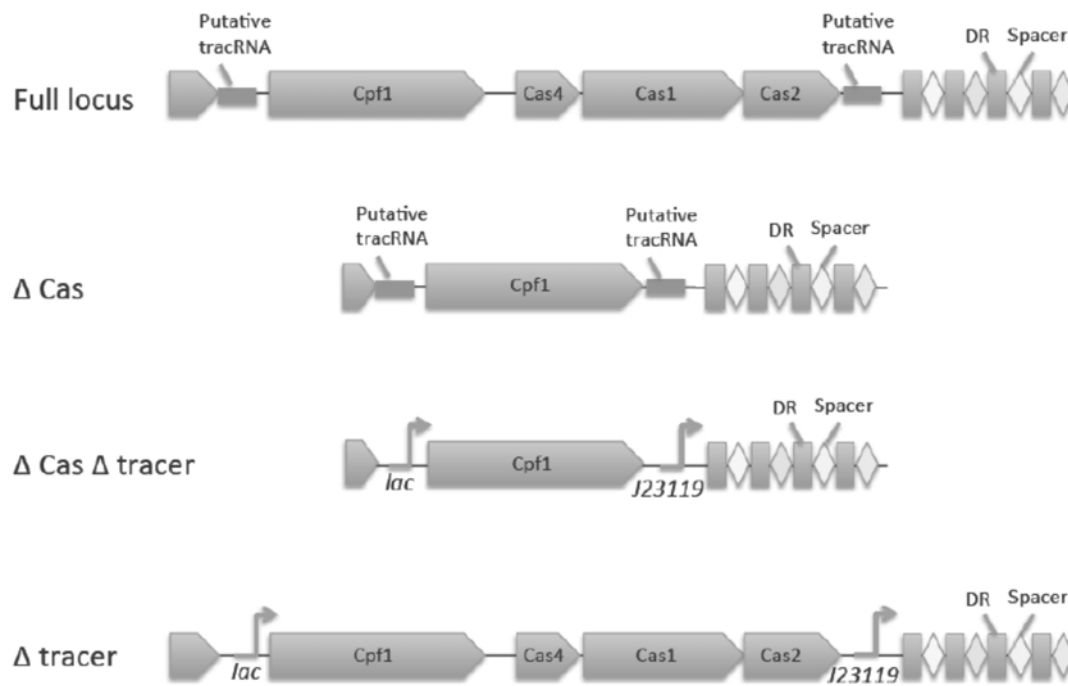 Putative
tracRNA
Putative
tracRNA
DR
Spacer
Full locus
Cpf1
Cas4
Cas1
Cas2
Putative
tracRNA
Putative
tracRNA
DR
Spacer
Δ Cas
Cpf1
DR
Spacer
Δ Cas Δ tracer
Cpf1
lac
J23119
DR
Spacer
Δ tracer
Cpf1
Cas4
Cas1
Cas2
lac
J23119